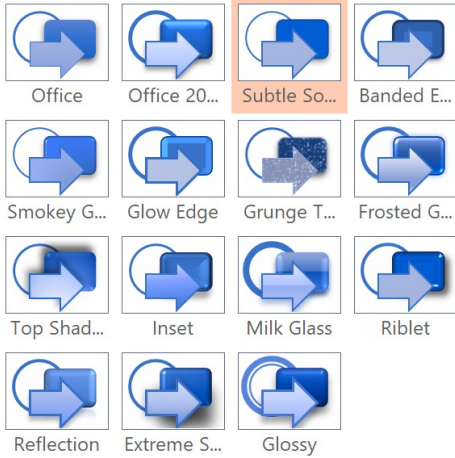 Office Office 20... Subtle So... Banded E...
Smokey G... Glow Edge Grunge T... Frosted G...
Top Shad... Inset Milk Glass Riblet
Reflection Extreme S... Glossy